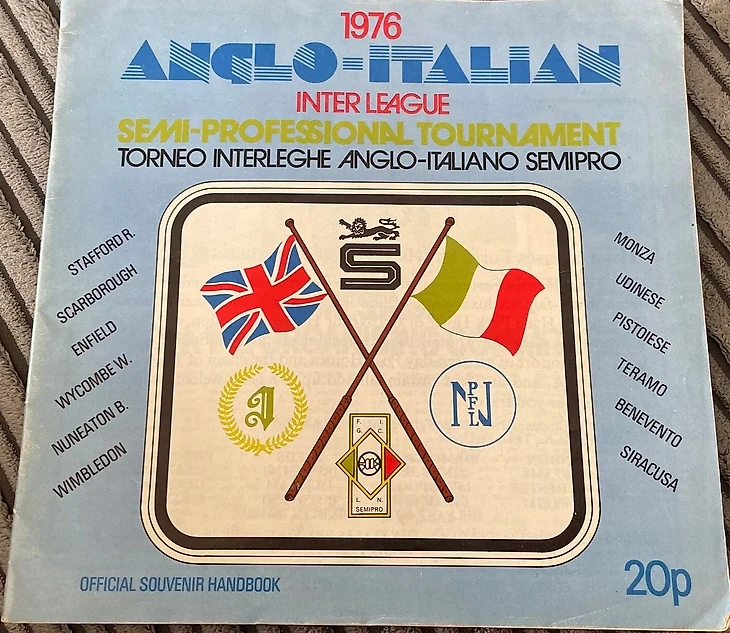 1976
ANGLO-ITALIAN
INTER LEAGUE
SEMI-PROFESSIONAL TOURNAMENT
TORNEO INTERLEGHE ANGLO-ITALIANO SEMIPRO
STAFFORD R.
SCARBOROUGH
ENFIELD
WYCOMBE W.
NUNEATON B.
WIMBLEDON
S
I
N P N
F
L
F. I.
G. C.
L. N.
SEMIPRO
MONZA
UDINESE
PISTOIESE
TERAMO
BENEVENTO
SIRACUSA
OFFICIAL SOUVENIR HANDBOOK
20p